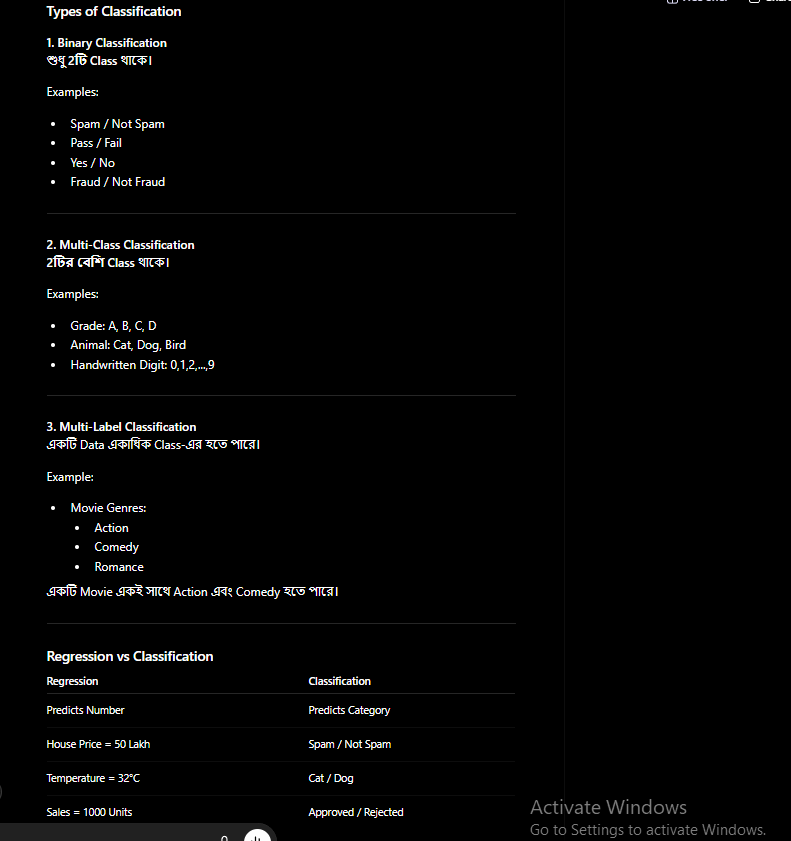 Types of Classification
1. Binary Classification
শুধু 2টি Class থাকে।
Examples:
• Spam / Not Spam
• Pass / Fail
• Yes / No
• Fraud / Not Fraud
2. Multi-Class Classification
2টির বেশি Class থাকে।
Examples:
• Grade: A, B, C, D
• Animal: Cat, Dog, Bird
• Handwritten Digit: 0,1,2,...,9
3. Multi-Label Classification
একটি Data একাধিক Class-এর হতে পারে।
Example:
• Movie Genres:
• Action
• Comedy
• Romance
একটি Movie একই সাথে Action এবং Comedy হতে পারে।
Regression vs Classification
Regression Classification
Predicts Number Predicts Category
House Price = 50 Lakh Spam / Not Spam
Temperature = 32°C Cat / Dog
Sales = 1000 Units Approved / Rejected
Activate Windows
Go to Settings to activate Windows.